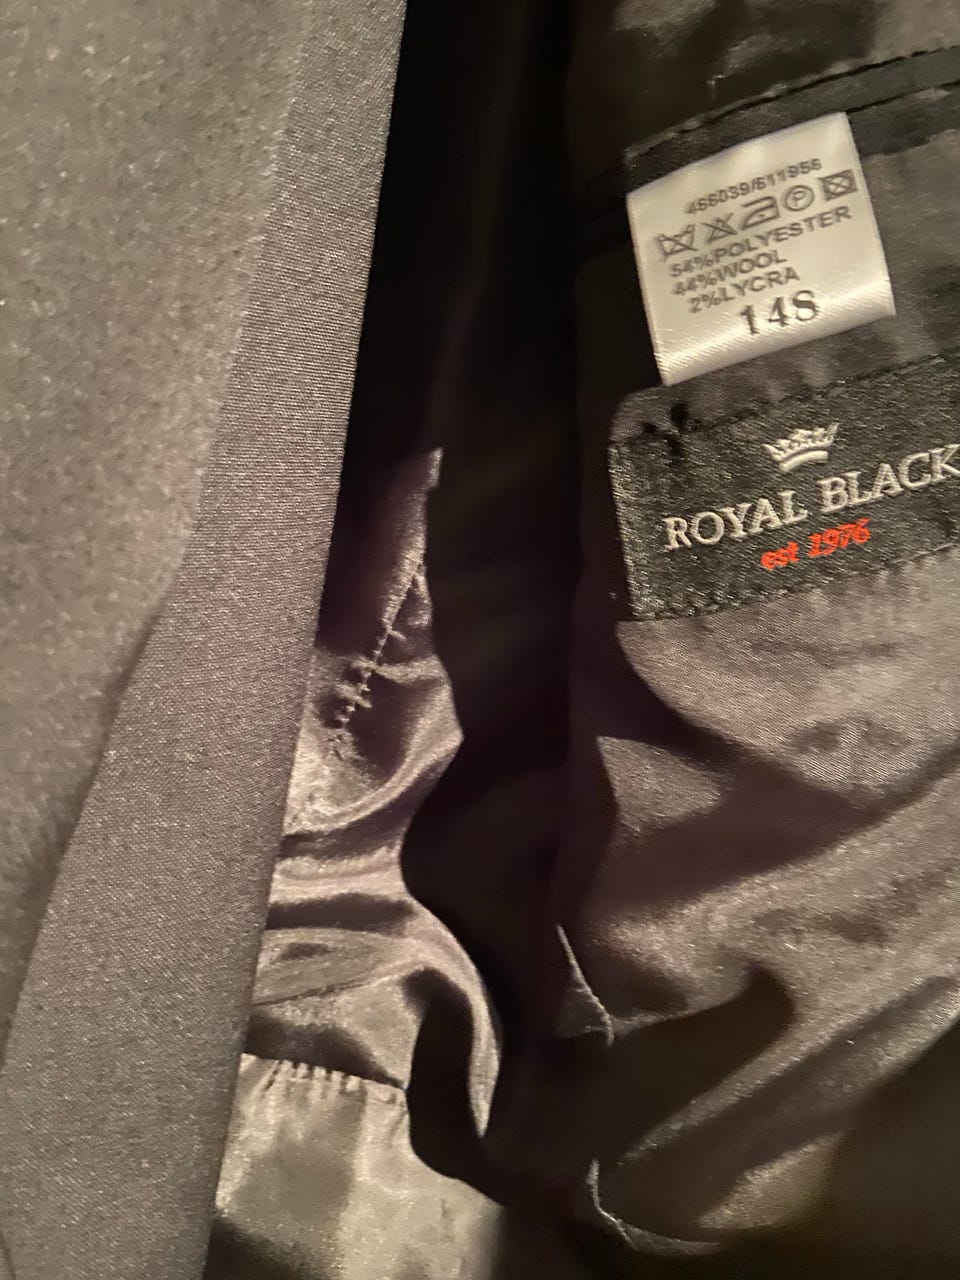 466039/611956
54%POLYESTER
44%WOOL
2%LYCRA
148
ROYAL BLACK
est 1976